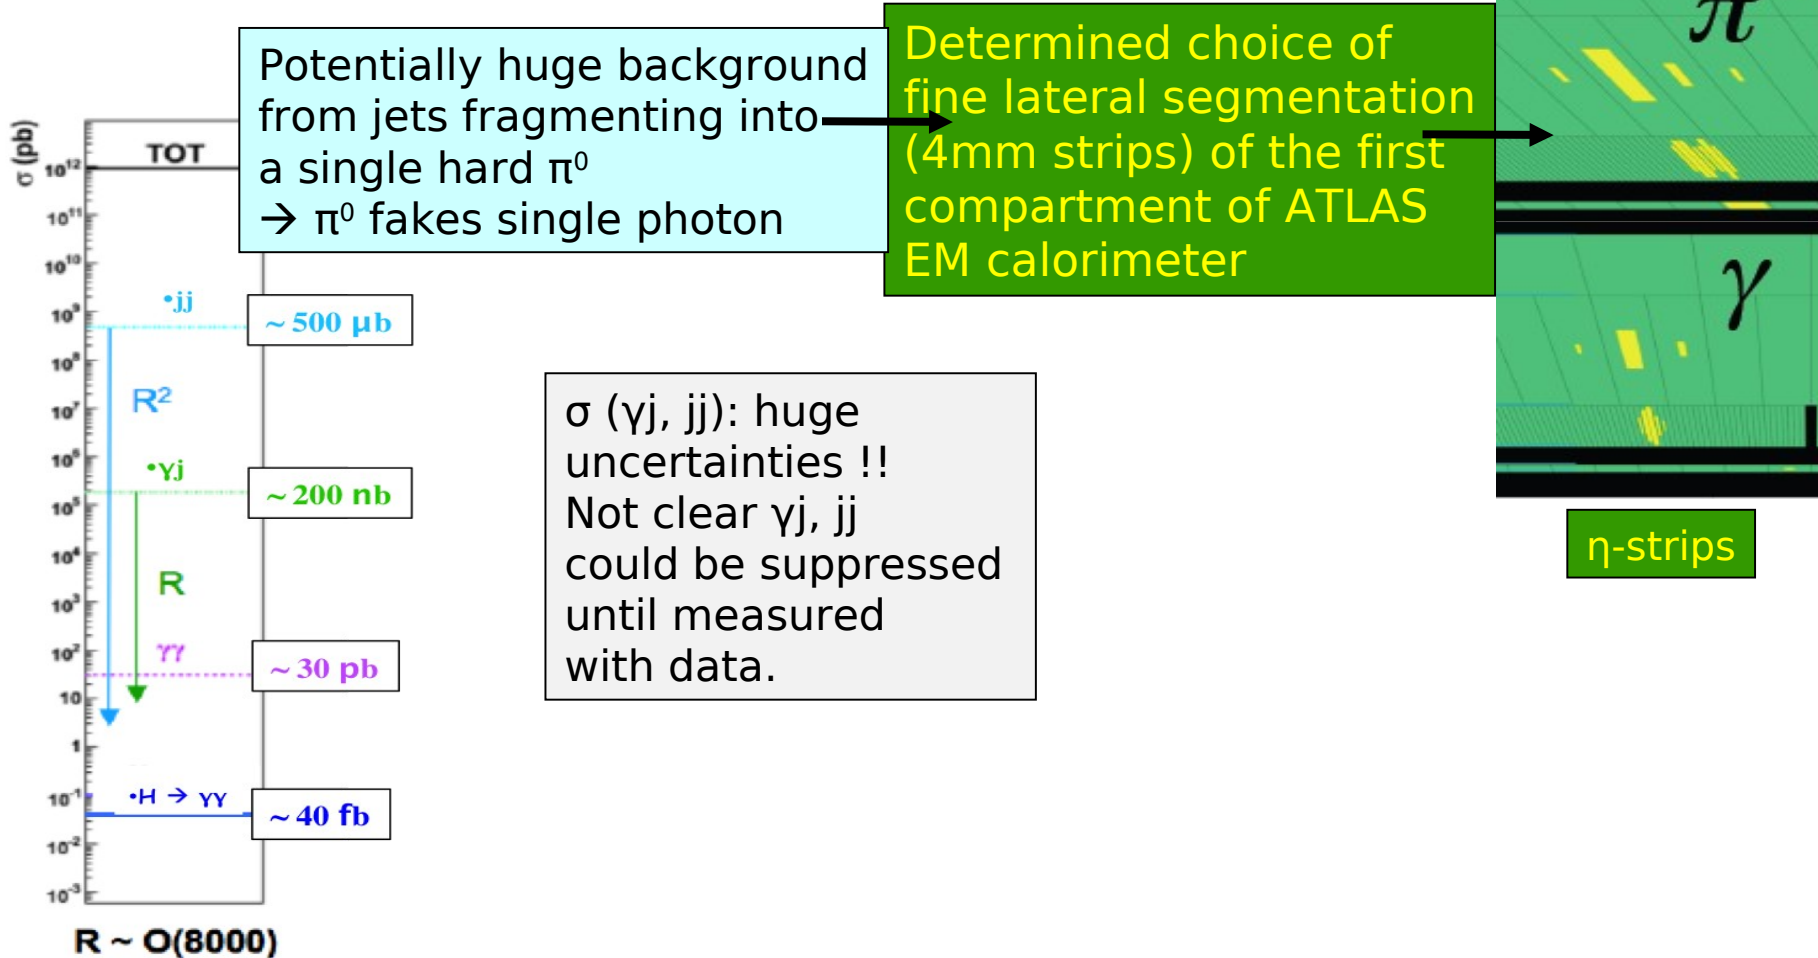 Potentially huge background
from jets fragmenting into
a single hard π⁰
→ π⁰ fakes single photon
Determined choice of
fine lateral segmentation
(4mm strips) of the first
compartment of ATLAS
EM calorimeter
π
γ
η-strips
σ (pb)
TOT
10¹²
10¹¹
10¹⁰
10⁹
10⁸
10⁷
10⁶
10⁵
10⁴
10³
10²
10
1
10⁻¹
10⁻²
10⁻³
•jj
~ 500 μb
R²
•γj
~ 200 nb
R
γγ
~ 30 pb
•H → γγ
~ 40 fb
R ~ O(8000)
σ (γj, jj): huge
uncertainties !!
Not clear γj, jj
could be suppressed
until measured
with data.